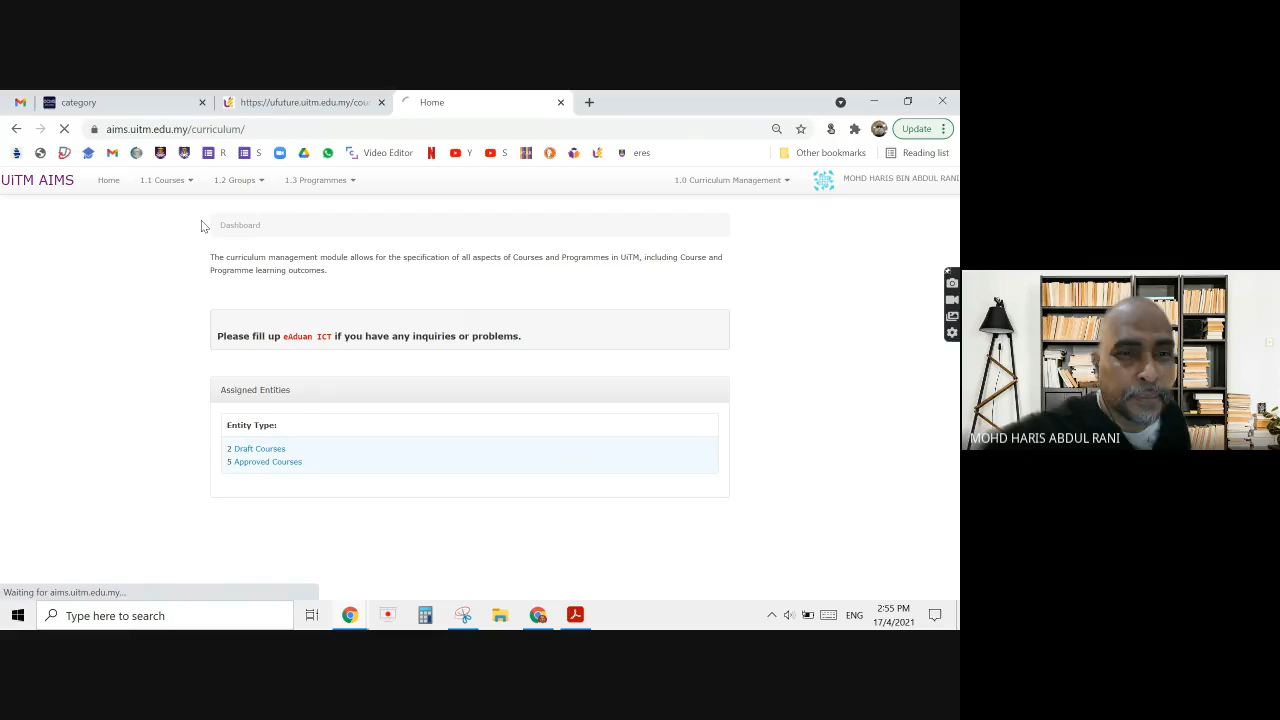 category
https://ufuture.uitm.edu.my/cou
Home
aims.uitm.edu.my/curriculum/
Update
R
S
Video Editor
Y
S
eres
Other bookmarks
Reading list
UiTM AIMS
Home
1.1 Courses
1.2 Groups
1.3 Programmes
1.0 Curriculum Management
MOHD HARIS BIN ABDUL RANI
Dashboard
The curriculum management module allows for the specification of all aspects of Courses and Programmes in UiTM, including Course and
Programme learning outcomes.
Please fill up eAduan ICT if you have any inquiries or problems.
Assigned Entities
Entity Type:
2 Draft Courses
5 Approved Courses
MOHD HARIS ABDUL RANI
Waiting for aims.uitm.edu.my...
Type here to search
ENG
2:55 PM
17/4/2021